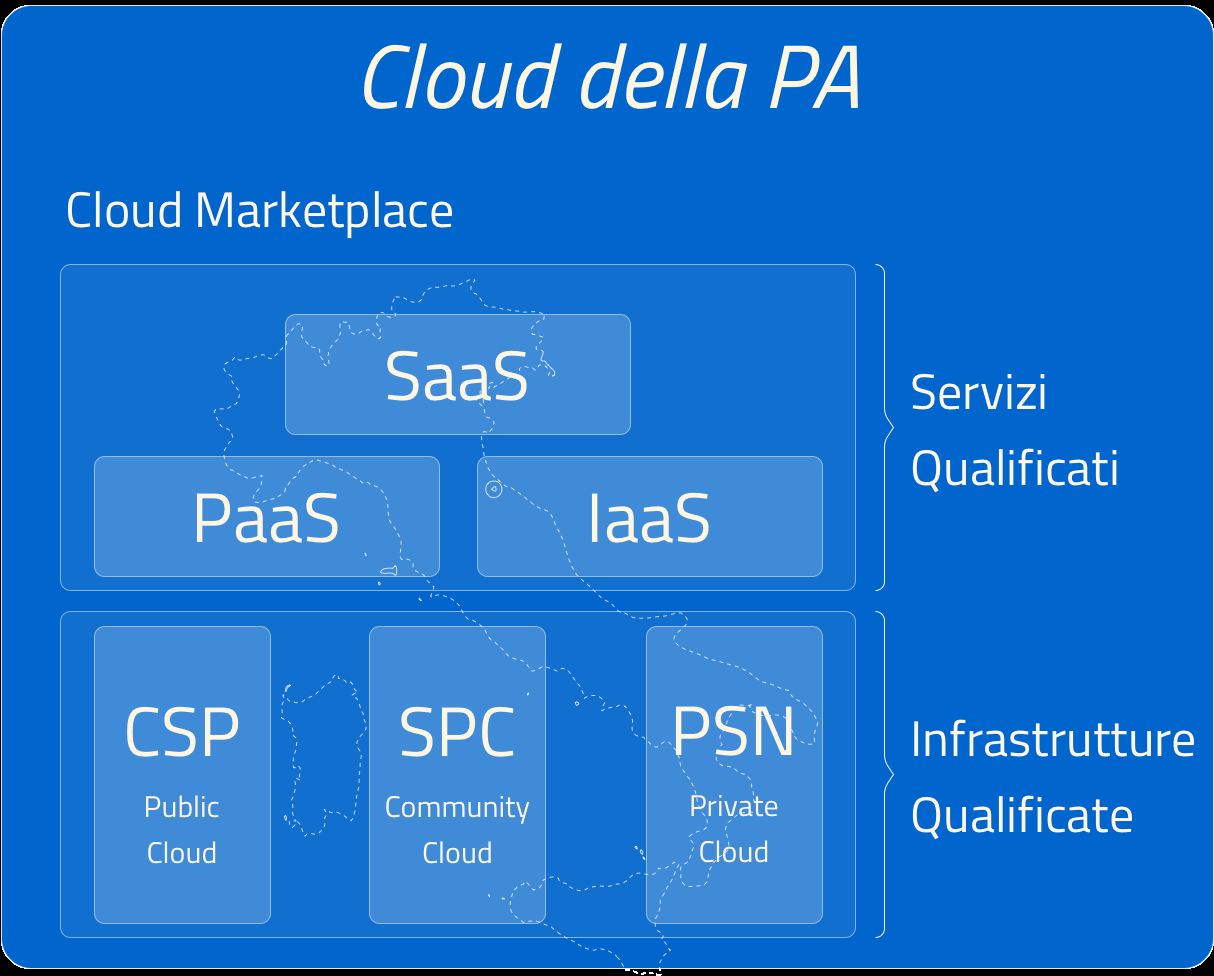 Cloud della PA
Cloud Marketplace
SaaS
PaaS
IaaS
Servizi
Qualificati
CSP
Public
Cloud
SPC
Community
Cloud
PSN
Private
Cloud
Infrastrutture
Qualificate